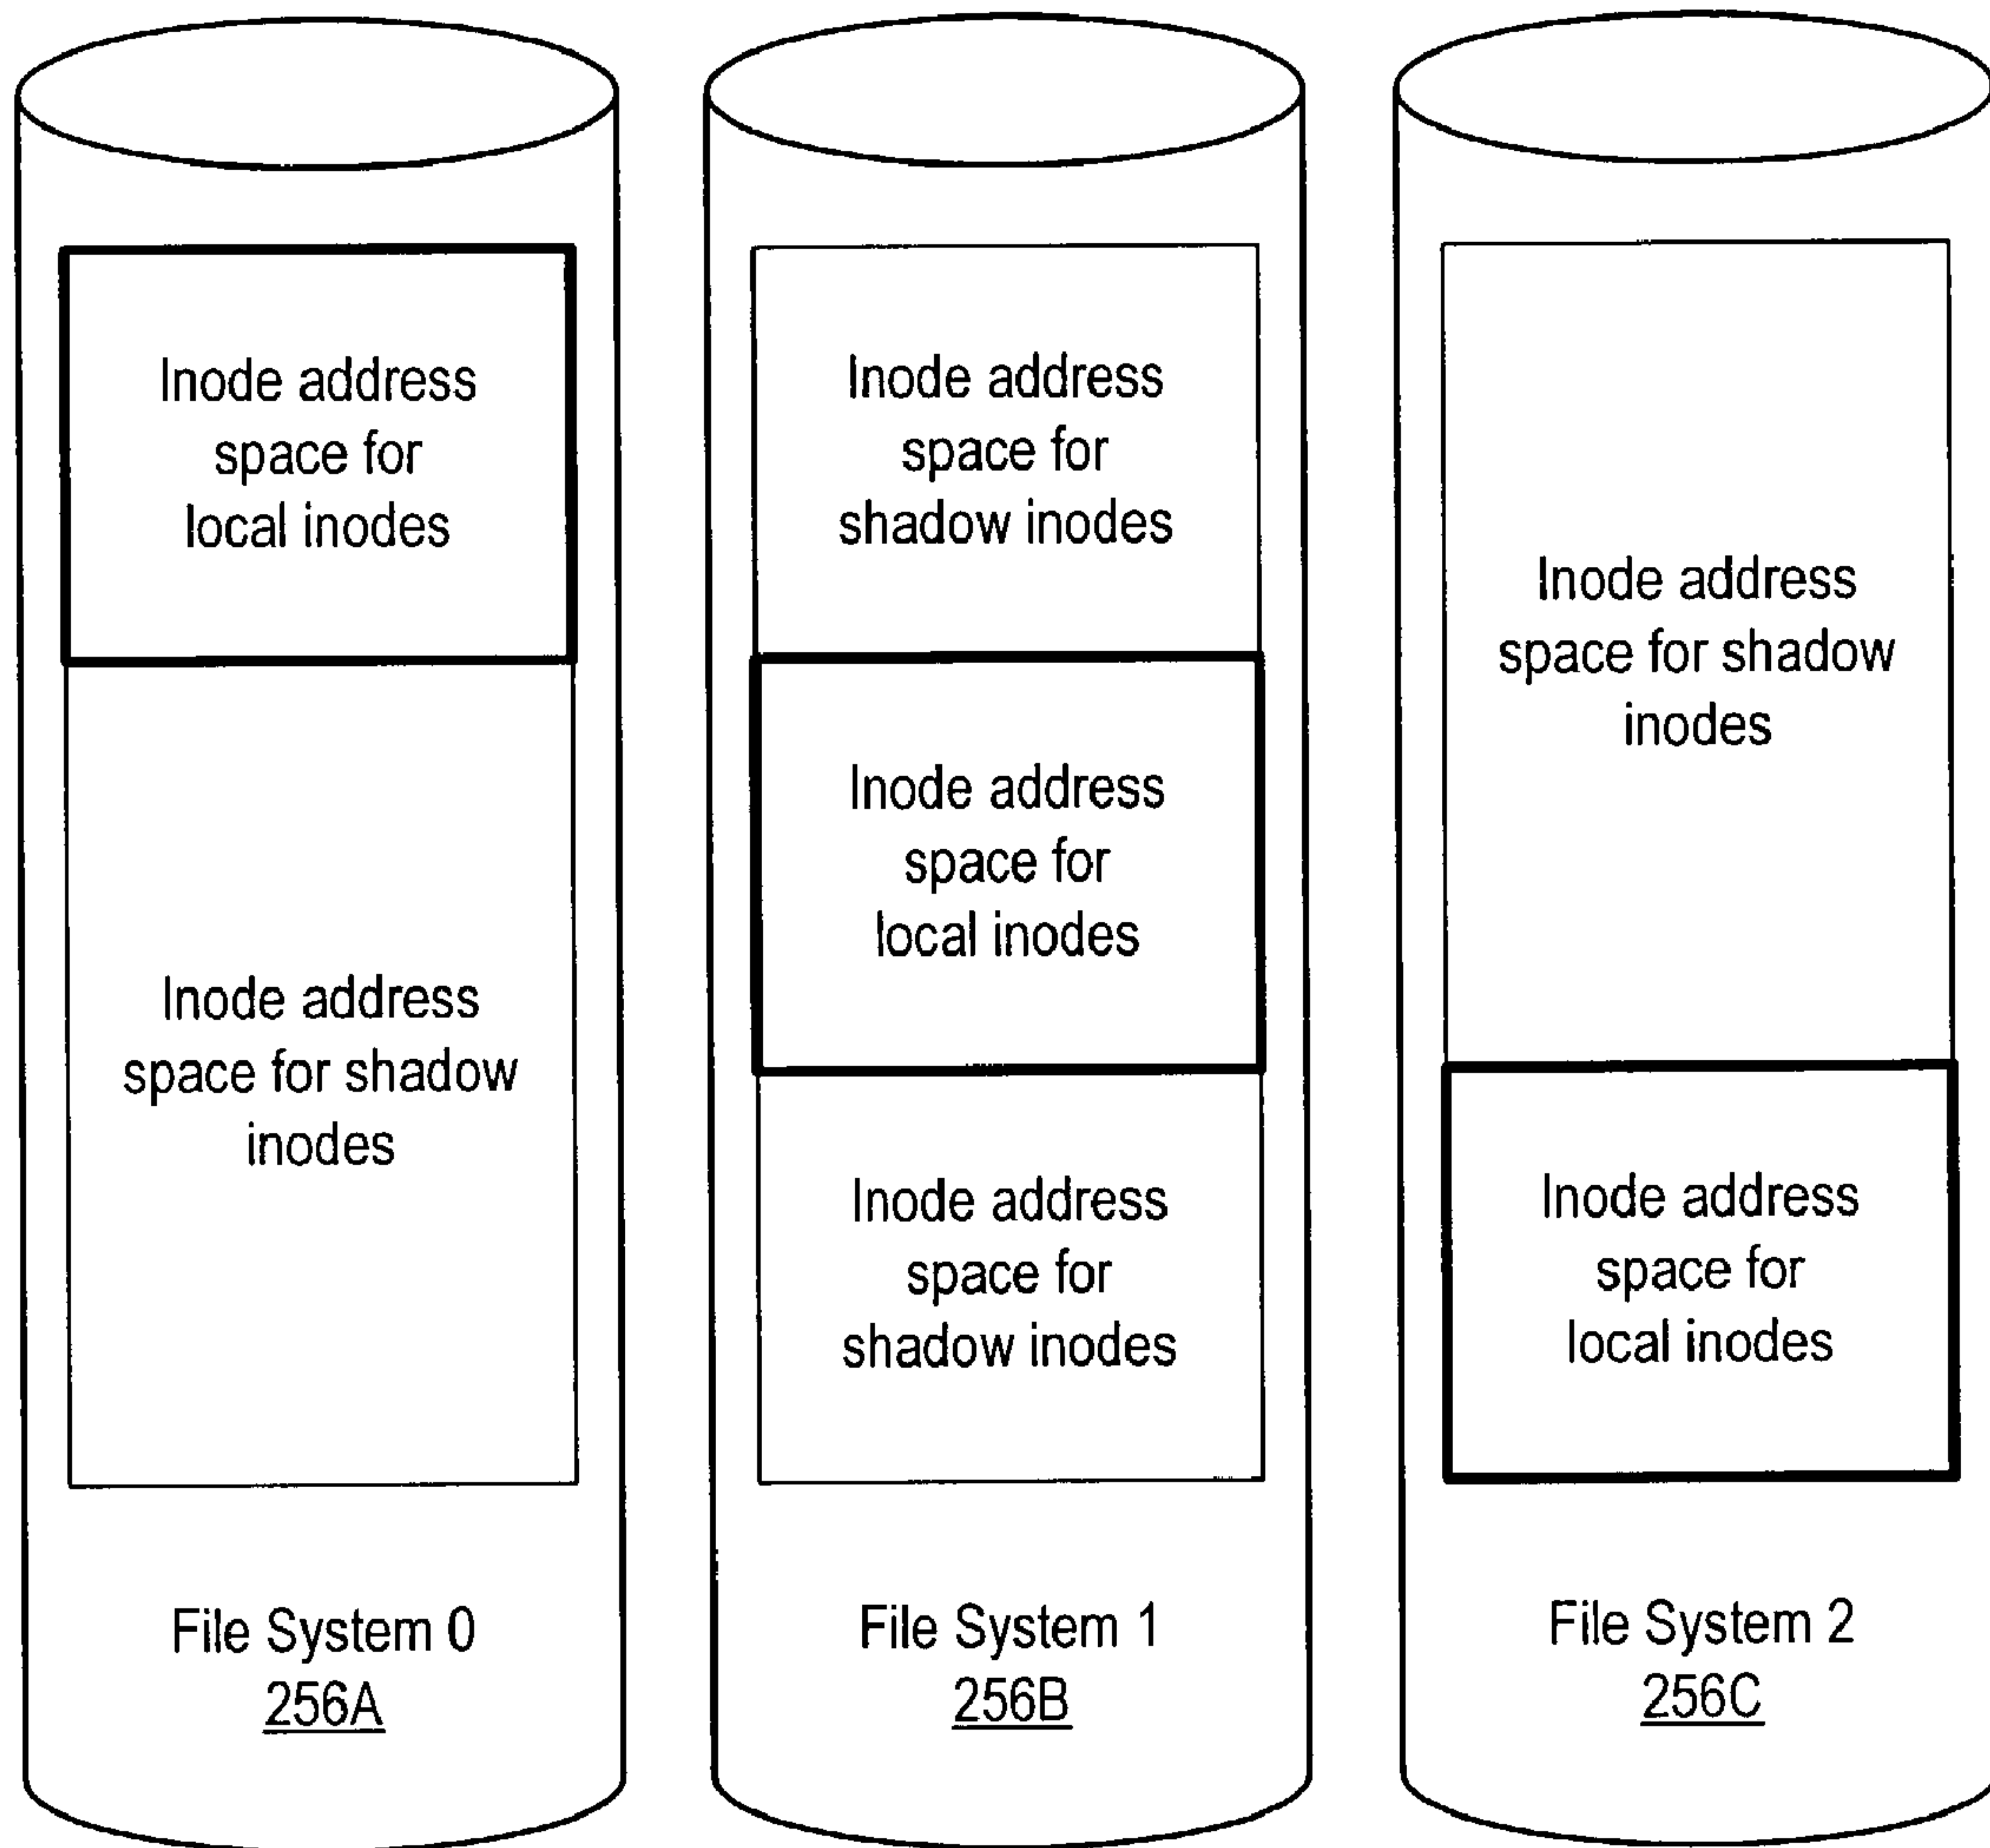 Inode address
space for
local inodes
Inode address
space for shadow
inodes
File System 0
256A
Inode address
space for
shadow inodes
Inode address
space for
local inodes
Inode address
space for
shadow inodes
File System 1
256B
Inode address
space for shadow
inodes
Inode address
space for
local inodes
File System 2
256C